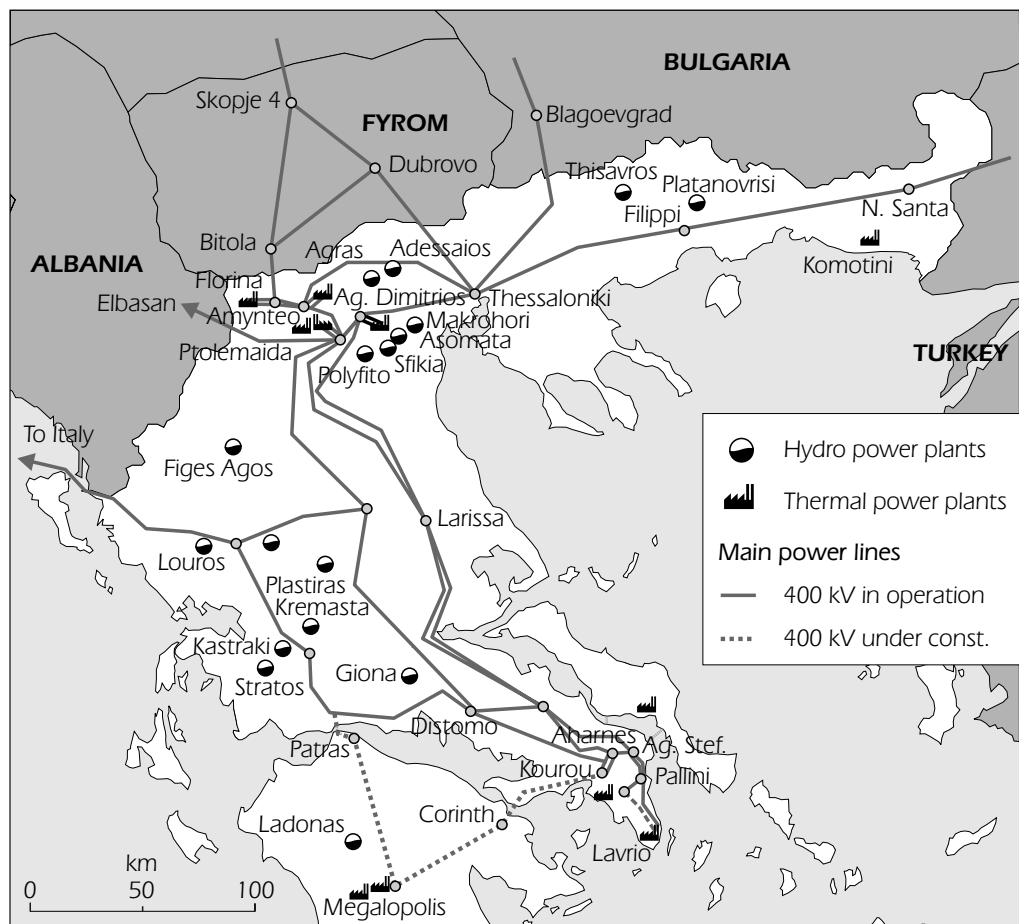 BULGARIA
Skopje 4
FYROM
Blagoevgrad
Dubrovo
Thisavros
Platanovrisi
Filippi
N. Santa
Bitola
Agras
Adessaios
Komotini
ALBANIA
Florina
Elbasan
Ag. Dimitrios
Thessaloniki
Amynteo
Makrohori
Asomata
Ptolemaida
Sfikia
Polyfito
TURKEY
To Italy
Figes Agos
Hydro power plants
Thermal power plants
Larissa
Main power lines
Louros
Plastiras
400 kV in operation
Kremasta
400 kV under const.
Kastraki
Stratos
Giona
Distomo
Aharnes
Ag. Stef.
Patras
Kourou
Pallini
Corinth
Ladonas
Lavrio
km
0 50 100
Megalopolis